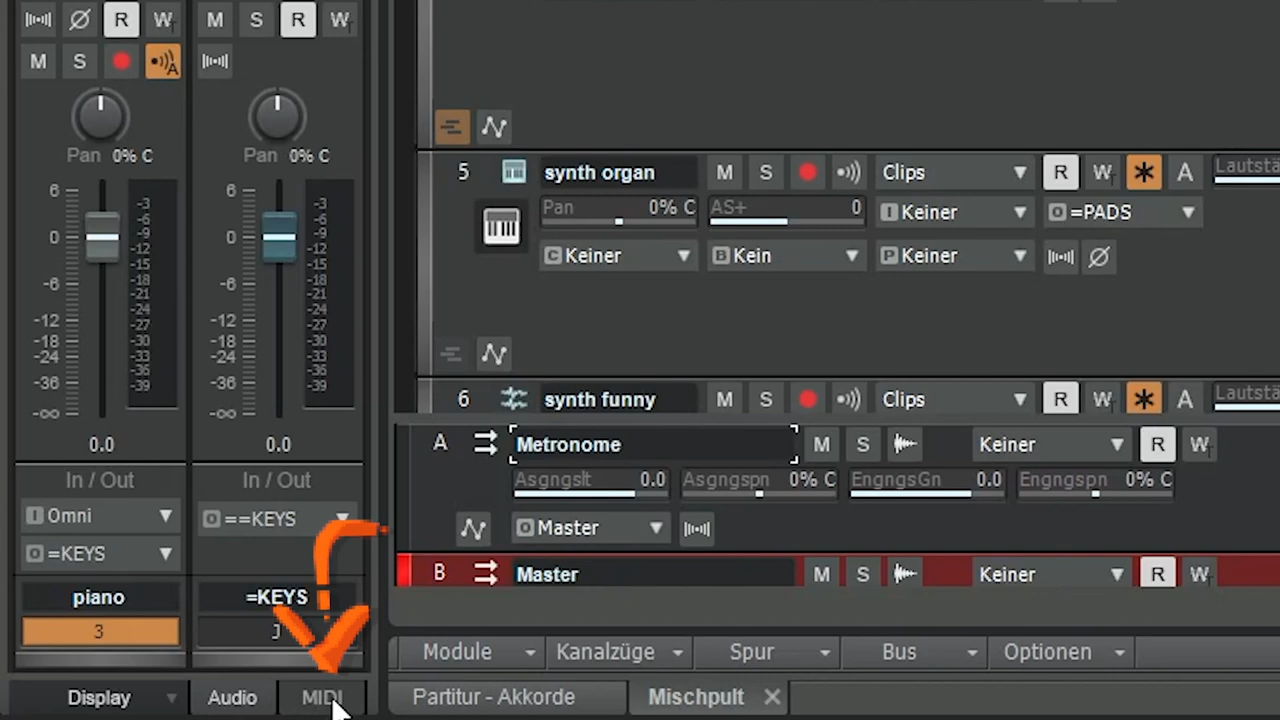 R W M S R W
M S A
Pan 0% C Pan 0% C
6 -3 6 -3
-6 -6
0 -9 0 -9
-12 -12
-15 -15
-6 -18 -6 -18
-21 -21
-12 -24 -12 -24
-27 -27
-18 -30 -18 -30
-24 -33 -24 -33
-36 -36
-36 -39 -36 -39
-∞ -∞
0.0 0.0
In / Out In / Out
I Omni O ==KEYS
O =KEYS
piano =KEYS
3 J
Display Audio MIDI
5 synth organ M S Clips R W * A
Pan 0% C AS+ 0 I Keiner O =PADS
C Keiner B Kein P Keiner
6 synth funny M S Clips R W * A
A Metronome M S Keiner R W
Asgngslt 0.0 Asgngspn 0% C EngngsGn 0.0 Engngspn 0% C
O Master
B Master M S Keiner R W
Module Kanalzüge Spur Bus Optionen
Partitur - Akkorde Mischpult